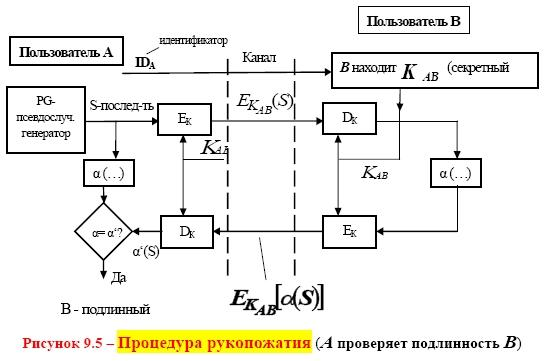 Пользователь В
Пользователь А
идентификатор
IDA
Канал
В находит K AB (секретный
PG-
псевдослуч.
генератор
S-послед-ть
EK
EKAB(S)
DK
KAB
KAB
α (…)
α (…)
α= α‘?
α‘(S)
DK
EK
Да
EKAB[α(S)]
В - подлинный
Рисунок 9.5 – Процедура рукопожатия (А проверяет подлинность В)